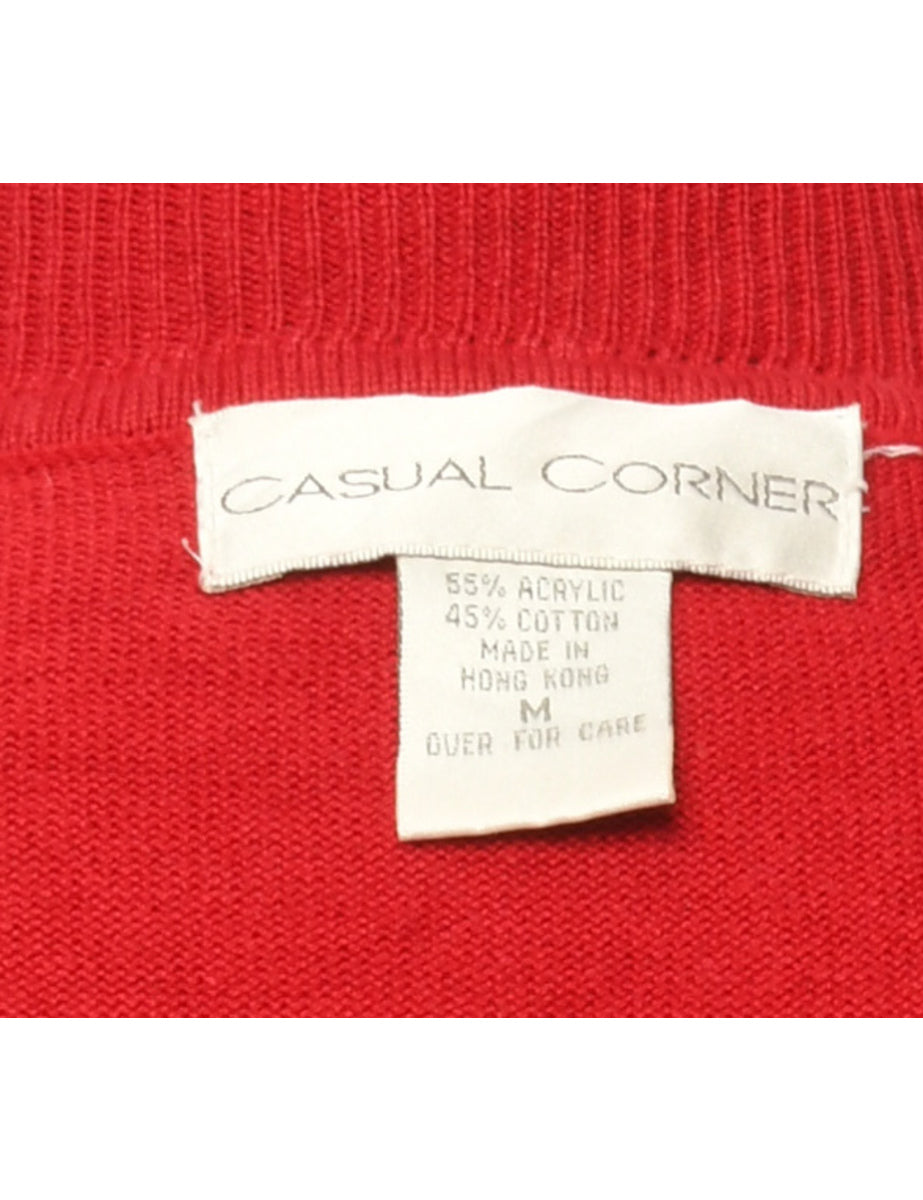 CASUAL CORNER
55% ACRYLIC
45% COTTON
MADE IN
HONG KONG
M
OVER FOR CARE